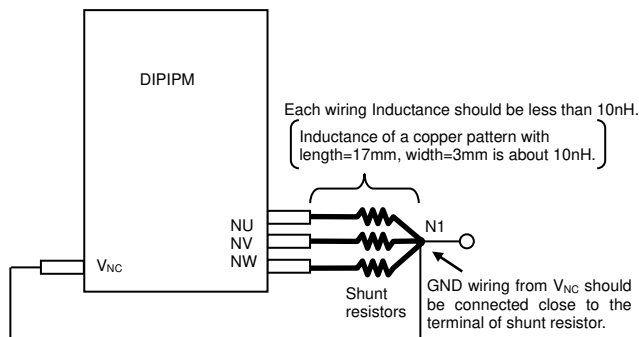 DIPIPM
Each wiring Inductance should be less than 10nH.
Inductance of a copper pattern with
length=17mm, width=3mm is about 10nH.
NU
NV
NW
VNC
N1
Shunt
resistors
GND wiring from VNC should
be connected close to the
terminal of shunt resistor.